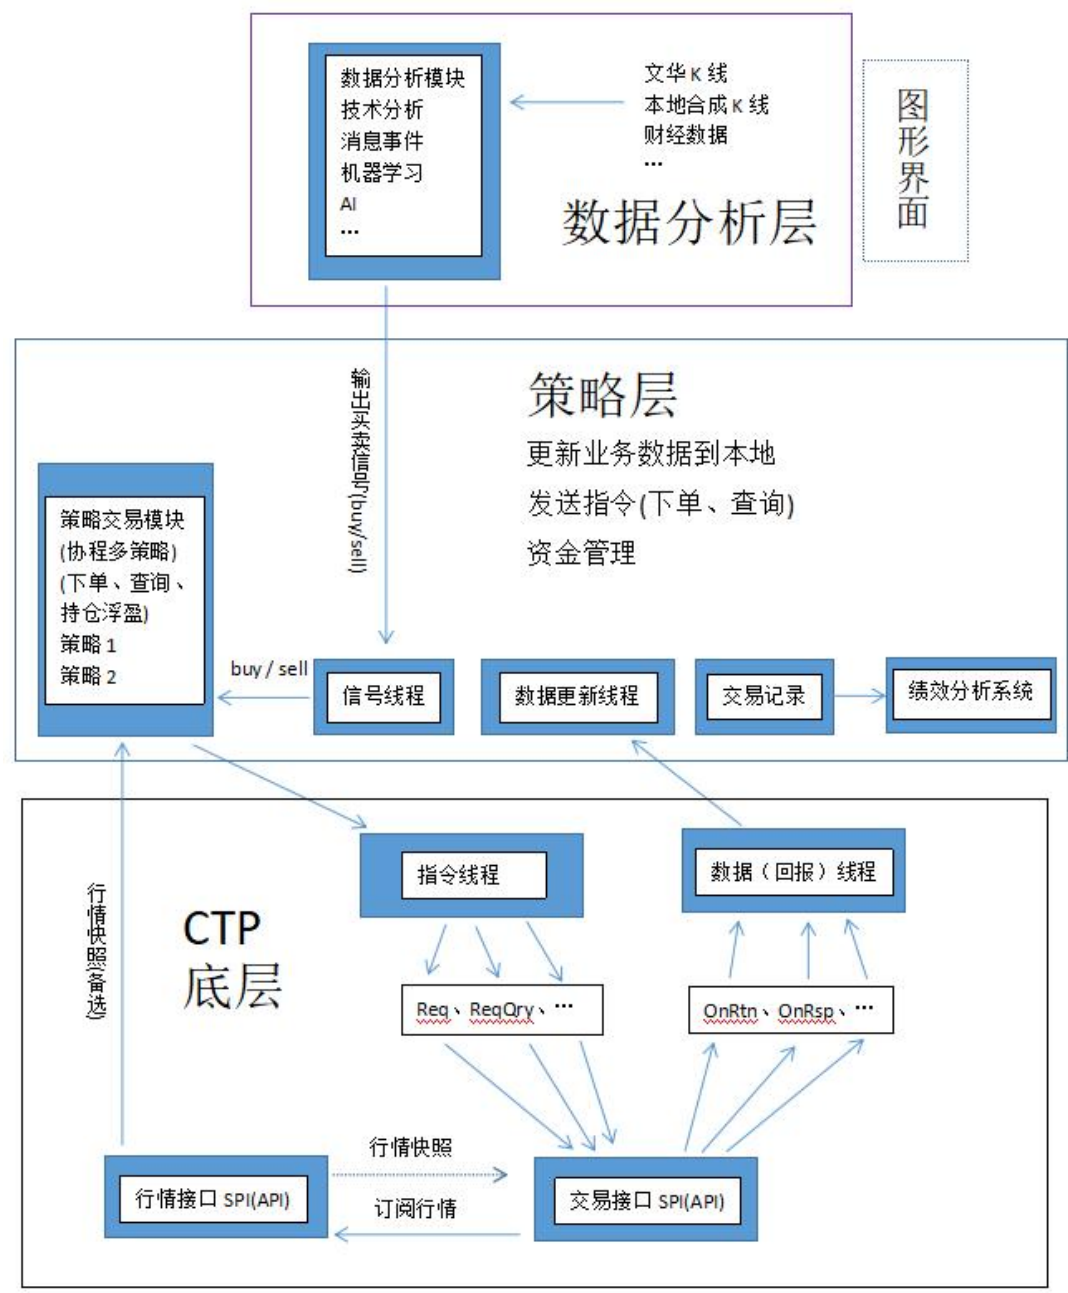 数据分析模块
技术分析
消息事件
机器学习
AI
...
文华 K 线
本地合成 K 线
财经数据
...
数据分析层
图形界面
输出买卖信号(buy/sell)
策略层
更新业务数据到本地
发送指令(下单、查询)
资金管理
策略交易模块
(协程多策略)
(下单、查询、
持仓浮盈)
策略 1
策略 2
buy / sell
信号线程
数据更新线程
交易记录
绩效分析系统
行情快照(备选)
CTP
底层
指令线程
数据（回报）线程
Req、ReqQry、...
OnRtn、OnRsp、...
行情快照
订阅行情
行情接口 SPI(API)
交易接口 SPI(API)